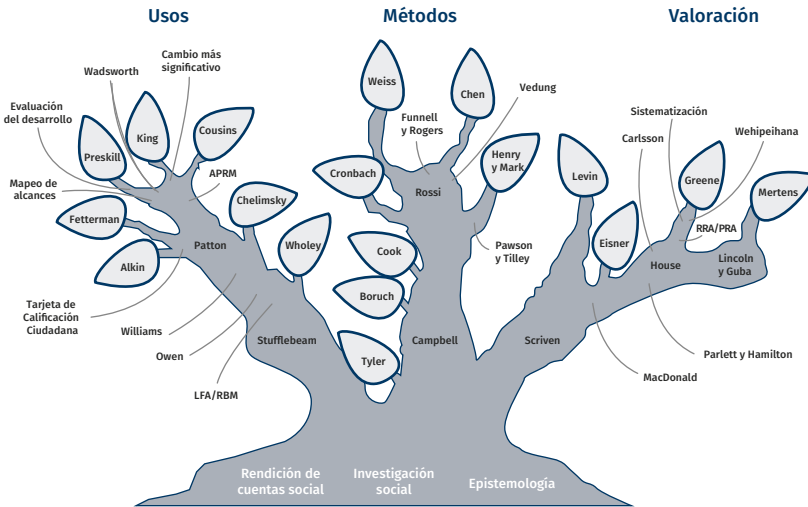 Usos
Métodos
Valoración
Cambio más
significativo
Wadsworth
Evaluación
del desarrollo
King
Cousins
Preskill
APRM
Mapeo de
alcances
Fetterman
Chelimsky
Patton
Wholey
Alkin
Tarjeta de
Calificación
Ciudadana
Williams
Owen
Stufflebeam
LFA/RBM
Weiss
Chen
Vedung
Funnell
y Rogers
Henry
y Mark
Cronbach
Rossi
Cook
Pawson
y Tilley
Boruch
Campbell
Tyler
Sistematización
Carlsson
Wehipeihana
Levin
Greene
Mertens
Eisner
RRA/PRA
House
Lincoln
y Guba
Scriven
Parlett y Hamilton
MacDonald
Rendición de
cuentas social
Investigación
social
Epistemología